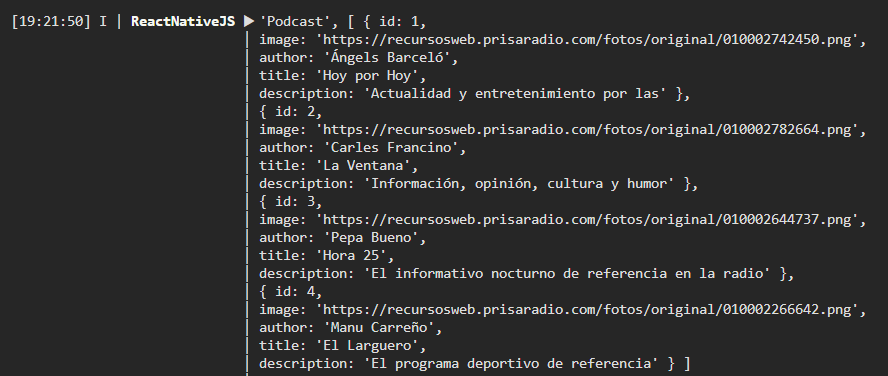 [19:21:50] I | ReactNativeJS ▶ 'Podcast', [ { id: 1,
| image: 'https://recursosweb.prisaradio.com/fotos/original/010002742450.png',
| author: 'Ángels Barceló',
| title: 'Hoy por Hoy',
| description: 'Actualidad y entretenimiento por las' },
| { id: 2,
| image: 'https://recursosweb.prisaradio.com/fotos/original/010002782664.png',
| author: 'Carles Francino',
| title: 'La Ventana',
| description: 'Información, opinión, cultura y humor' },
| { id: 3,
| image: 'https://recursosweb.prisaradio.com/fotos/original/010002644737.png',
| author: 'Pepa Bueno',
| title: 'Hora 25',
| description: 'El informativo nocturno de referencia en la radio' },
| { id: 4,
| image: 'https://recursosweb.prisaradio.com/fotos/original/010002266642.png',
| author: 'Manu Carreño',
| title: 'El Larguero',
| description: 'El programa deportivo de referencia' } ]